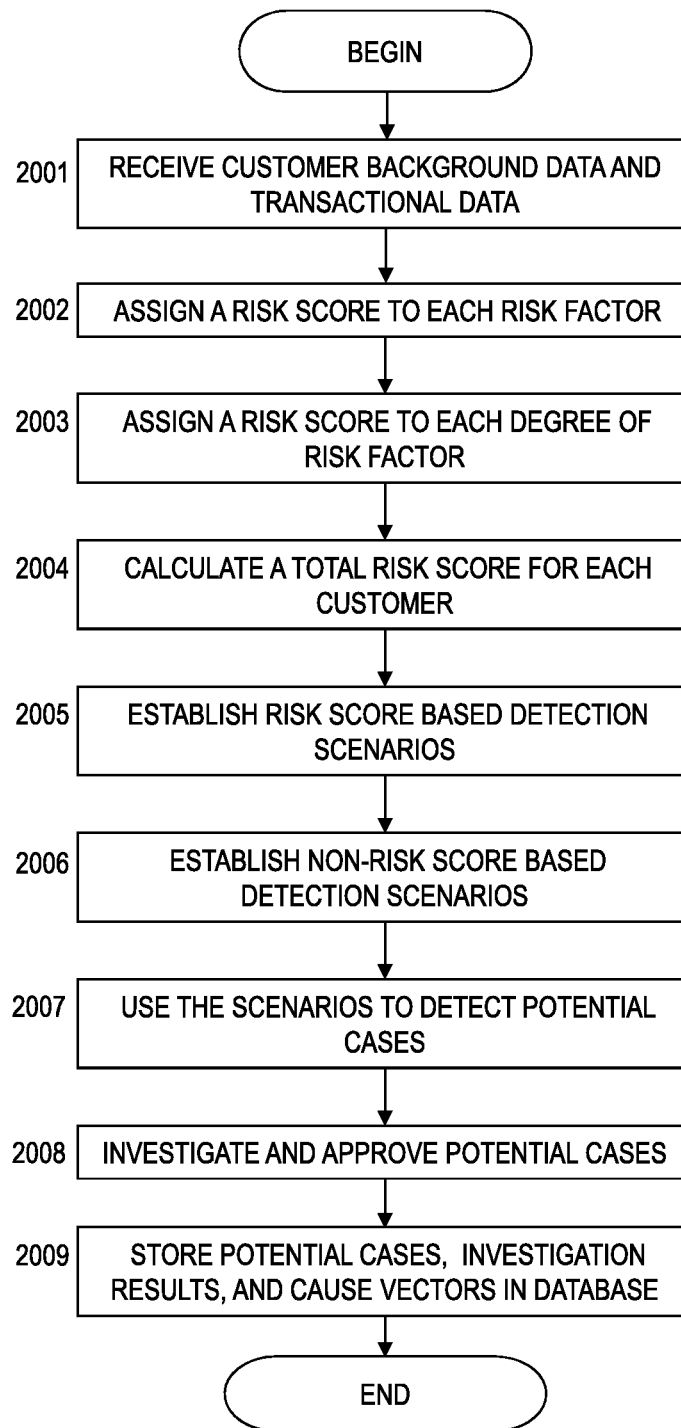 BEGIN
2001
RECEIVE CUSTOMER BACKGROUND DATA AND
TRANSACTIONAL DATA
2002
ASSIGN A RISK SCORE TO EACH RISK FACTOR
2003
ASSIGN A RISK SCORE TO EACH DEGREE OF
RISK FACTOR
2004
CALCULATE A TOTAL RISK SCORE FOR EACH
CUSTOMER
2005
ESTABLISH RISK SCORE BASED DETECTION
SCENARIOS
2006
ESTABLISH NON-RISK SCORE BASED
DETECTION SCENARIOS
2007
USE THE SCENARIOS TO DETECT POTENTIAL
CASES
2008
INVESTIGATE AND APPROVE POTENTIAL CASES
2009
STORE POTENTIAL CASES, INVESTIGATION
RESULTS, AND CAUSE VECTORS IN DATABASE
END